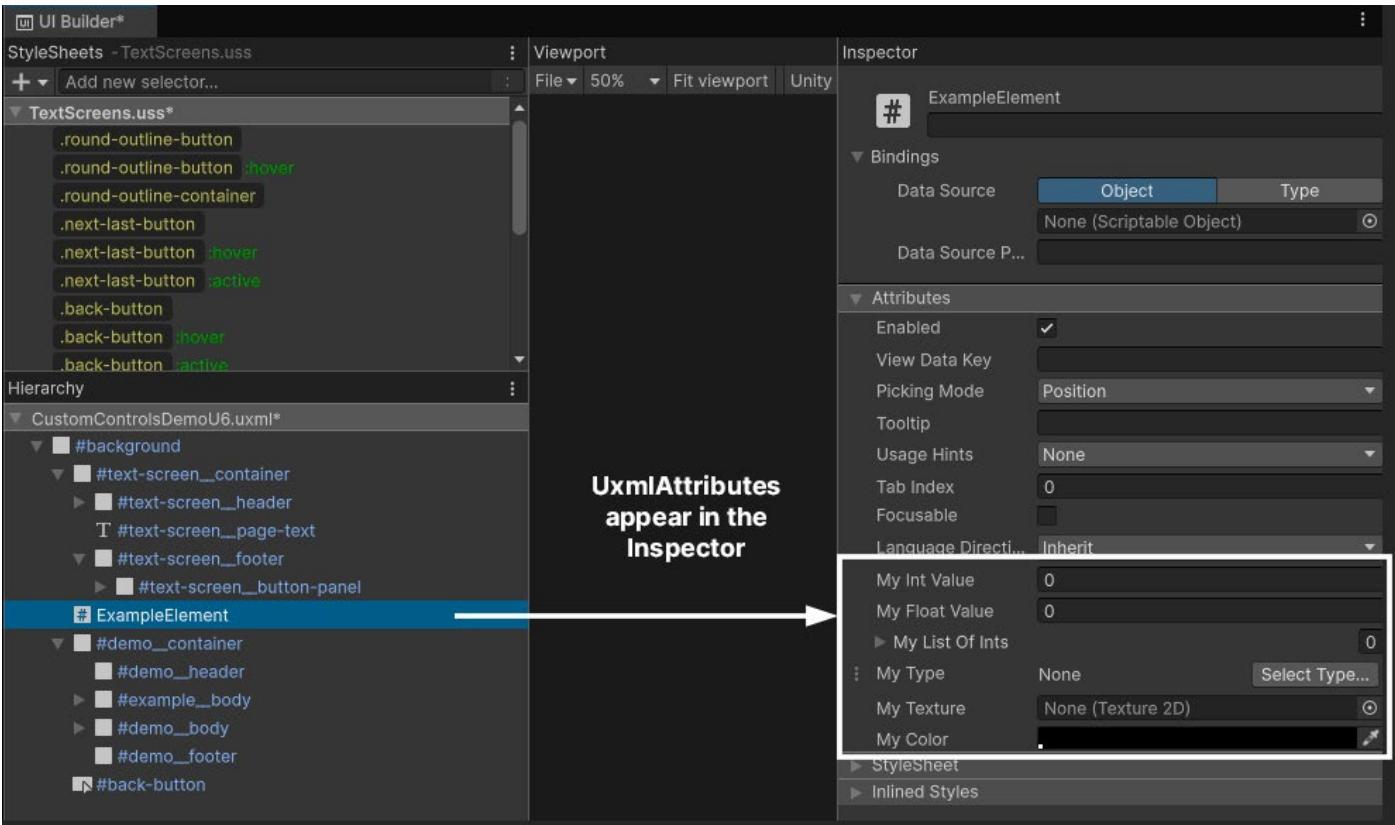 UI Builder*
StyleSheets - TextScreens.uss
Add new selector...
TextScreens.uss*
.round-outline-button
.round-outline-button :hover
.round-outline-container
.next-last-button
.next-last-button :hover
.next-last-button :active
.back-button
.back-button :hover
.back-button :active
Hierarchy
CustomControlsDemoU6.uxml*
#background
#text-screen__container
#text-screen__header
#text-screen__page-text
#text-screen__footer
#text-screen__button-panel
ExampleElement
#demo__container
#demo__header
#example__body
#demo__body
#demo__footer
#back-button
Viewport
File 50% Fit viewport Unity
UxmlAttributes
appear in the
Inspector
Inspector
ExampleElement
Bindings
Data Source Object Type
None (Scriptable Object)
Data Source P...
Attributes
Enabled
View Data Key
Picking Mode Position
Tooltip
Usage Hints None
Tab Index 0
Focusable
Language Directi... Inherit
My Int Value 0
My Float Value 0
My List Of Ints 0
My Type None Select Type...
My Texture None (Texture 2D)
My Color
StyleSheet
Inlined Styles